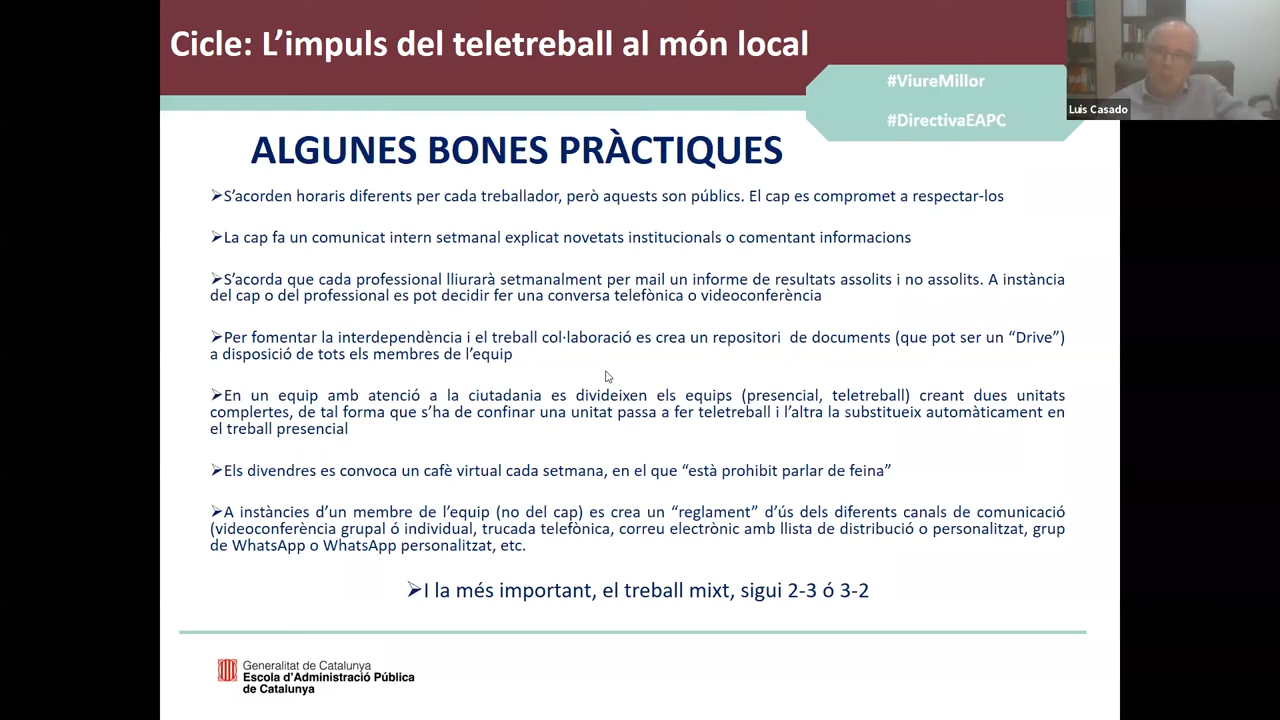 Cicle: L’impuls del teletreball al món local
#ViureMillor
#DirectivaEAPC
Luis Casado
ALGUNES BONES PRÀCTIQUES
➢S’acorden horaris diferents per cada treballador, però aquests son públics. El cap es compromet a respectar-los
➢La cap fa un comunicat intern setmanal explicat novetats institucionals o comentant informacions
➢S’acorda que cada professional lliurarà setmanalment per mail un informe de resultats assolits i no assolits. A instància
del cap o del professional es pot decidir fer una conversa telefònica o videoconferència
➢Per fomentar la interdependència i el treball col·laboració es crea un repositori de documents (que pot ser un “Drive”)
a disposició de tots els membres de l’equip
➢En un equip amb atenció a la ciutadania es divideixen els equips (presencial, teletreball) creant dues unitats
complertes, de tal forma que s’ha de confinar una unitat passa a fer teletreball i l’altra la substitueix automàticament en
el treball presencial
➢Els divendres es convoca un cafè virtual cada setmana, en el que “està prohibit parlar de feina”
➢A instàncies d’un membre de l’equip (no del cap) es crea un “reglament” d’ús dels diferents canals de comunicació
(videoconferència grupal ó individual, trucada telefònica, correu electrònic amb llista de distribució o personalitzat, grup
de WhatsApp o WhatsApp personalitzat, etc.
➢I la més important, el treball mixt, sigui 2-3 ó 3-2
Generalitat de Catalunya
Escola d’Administració Pública
de Catalunya